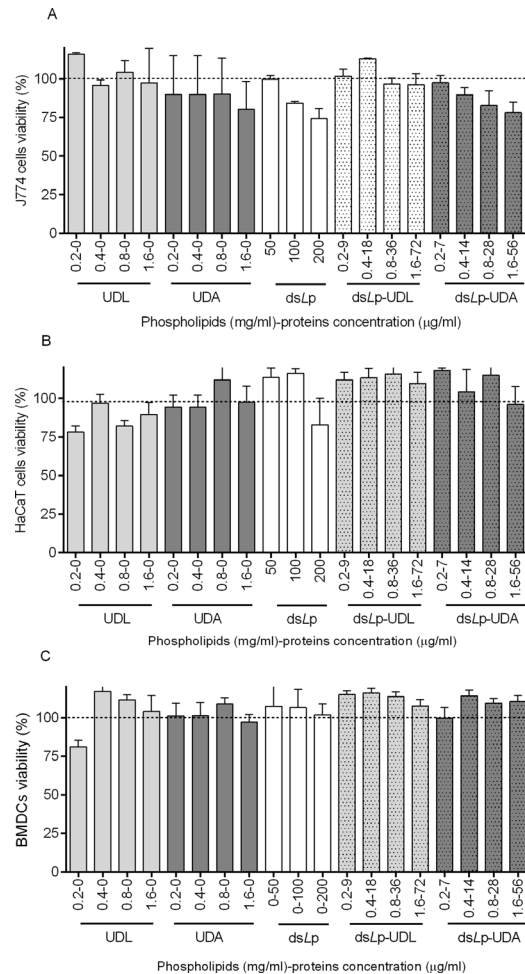 A
J774 cells viability (%)
100
75
50
25
0
0.2-0 0.4-0 0.8-0 1.6-0 0.2-0 0.4-0 0.8-0 1.6-0 50 100 200 0.2-9 0.4-18 0.8-36 1.6-72 0.2-7 0.4-14 0.8-28 1.6-56
UDL UDA dsLp dsLp-UDL dsLp-UDA
Phospholipids (mg/ml)-proteins concentration (μg/ml)
B
HaCaT cells viability (%)
100
75
50
25
0
0.2-0 0.4-0 0.8-0 1.6-0 0.2-0 0.4-0 0.8-0 1.6-0 50 100 200 0.2-9 0.4-18 0.8-36 1.6-72 0.2-7 0.4-14 0.8-28 1.6-56
UDL UDA dsLp dsLp-UDL dsLp-UDA
Phospholipids (mg/ml)-proteins concentration (μg/ml)
C
BMDCs viability (%)
100
75
50
25
0
0.2-0 0.4-0 0.8-0 1.6-0 0.2-0 0.4-0 0.8-0 1.6-0 0-50 0-100 0-200 0.2-9 0.4-18 0.8-36 1.6-72 0.2-7 0.4-14 0.8-28 1.6-56
UDL UDA dsLp dsLp-UDL dsLp-UDA
Phospholipids (mg/ml)-proteins concentration (μg/ml)